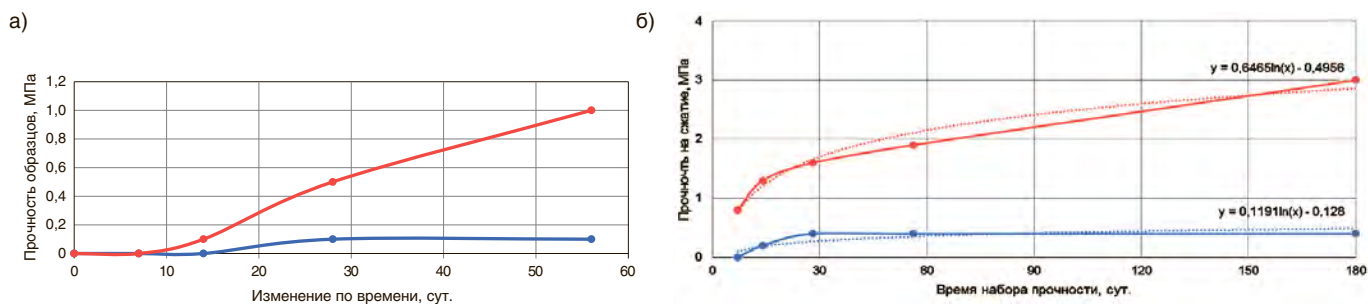 а)
Прочность образцов, МПа
1,2
1,0
0,8
0,6
0,4
0,2
0
0 10 20 30 40 50 60
Изменение по времени, сут.
б)
Прочночть на сжатие, МПа
4
3
2
1
0
y = 0,6465ln(x) - 0,4956
y = 0,1191ln(x) - 0,128
0 30 60 90 120 150 180
Время набора прочности, сут.